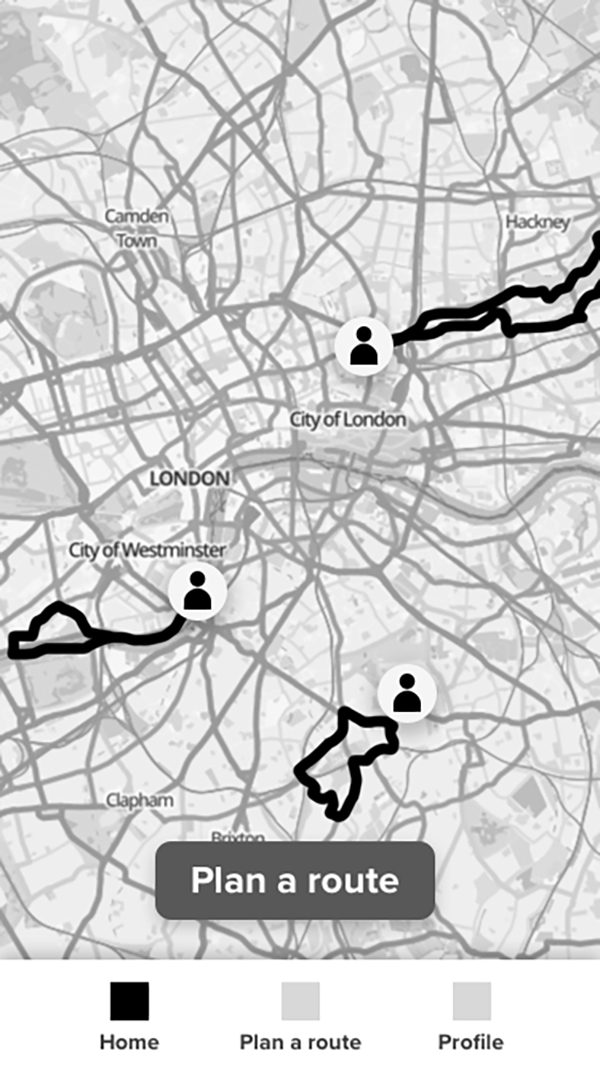 Camden
Town
Hackney
City of London
LONDON
City of Westminster
Clapham
Brixton
Plan a route
Home
Plan a route
Profile